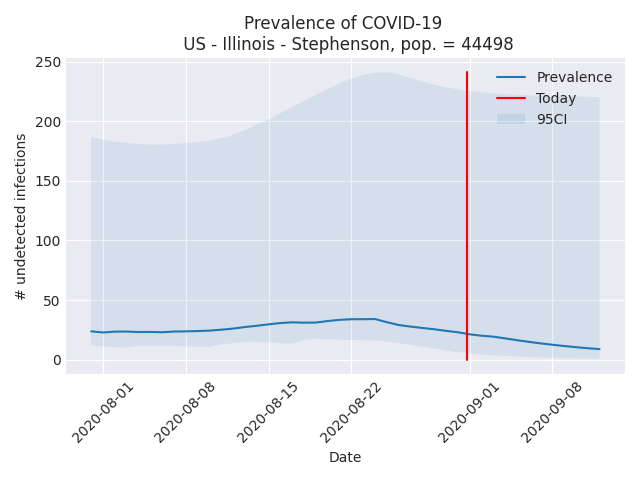 Prevalence of COVID-19
US - Illinois - Stephenson, pop. = 44498
Prevalence
Today
95CI
250
200
150
100
50
0
# undetected infections
2020-08-01
2020-08-08
2020-08-15
2020-08-22
2020-09-01
2020-09-08
Date